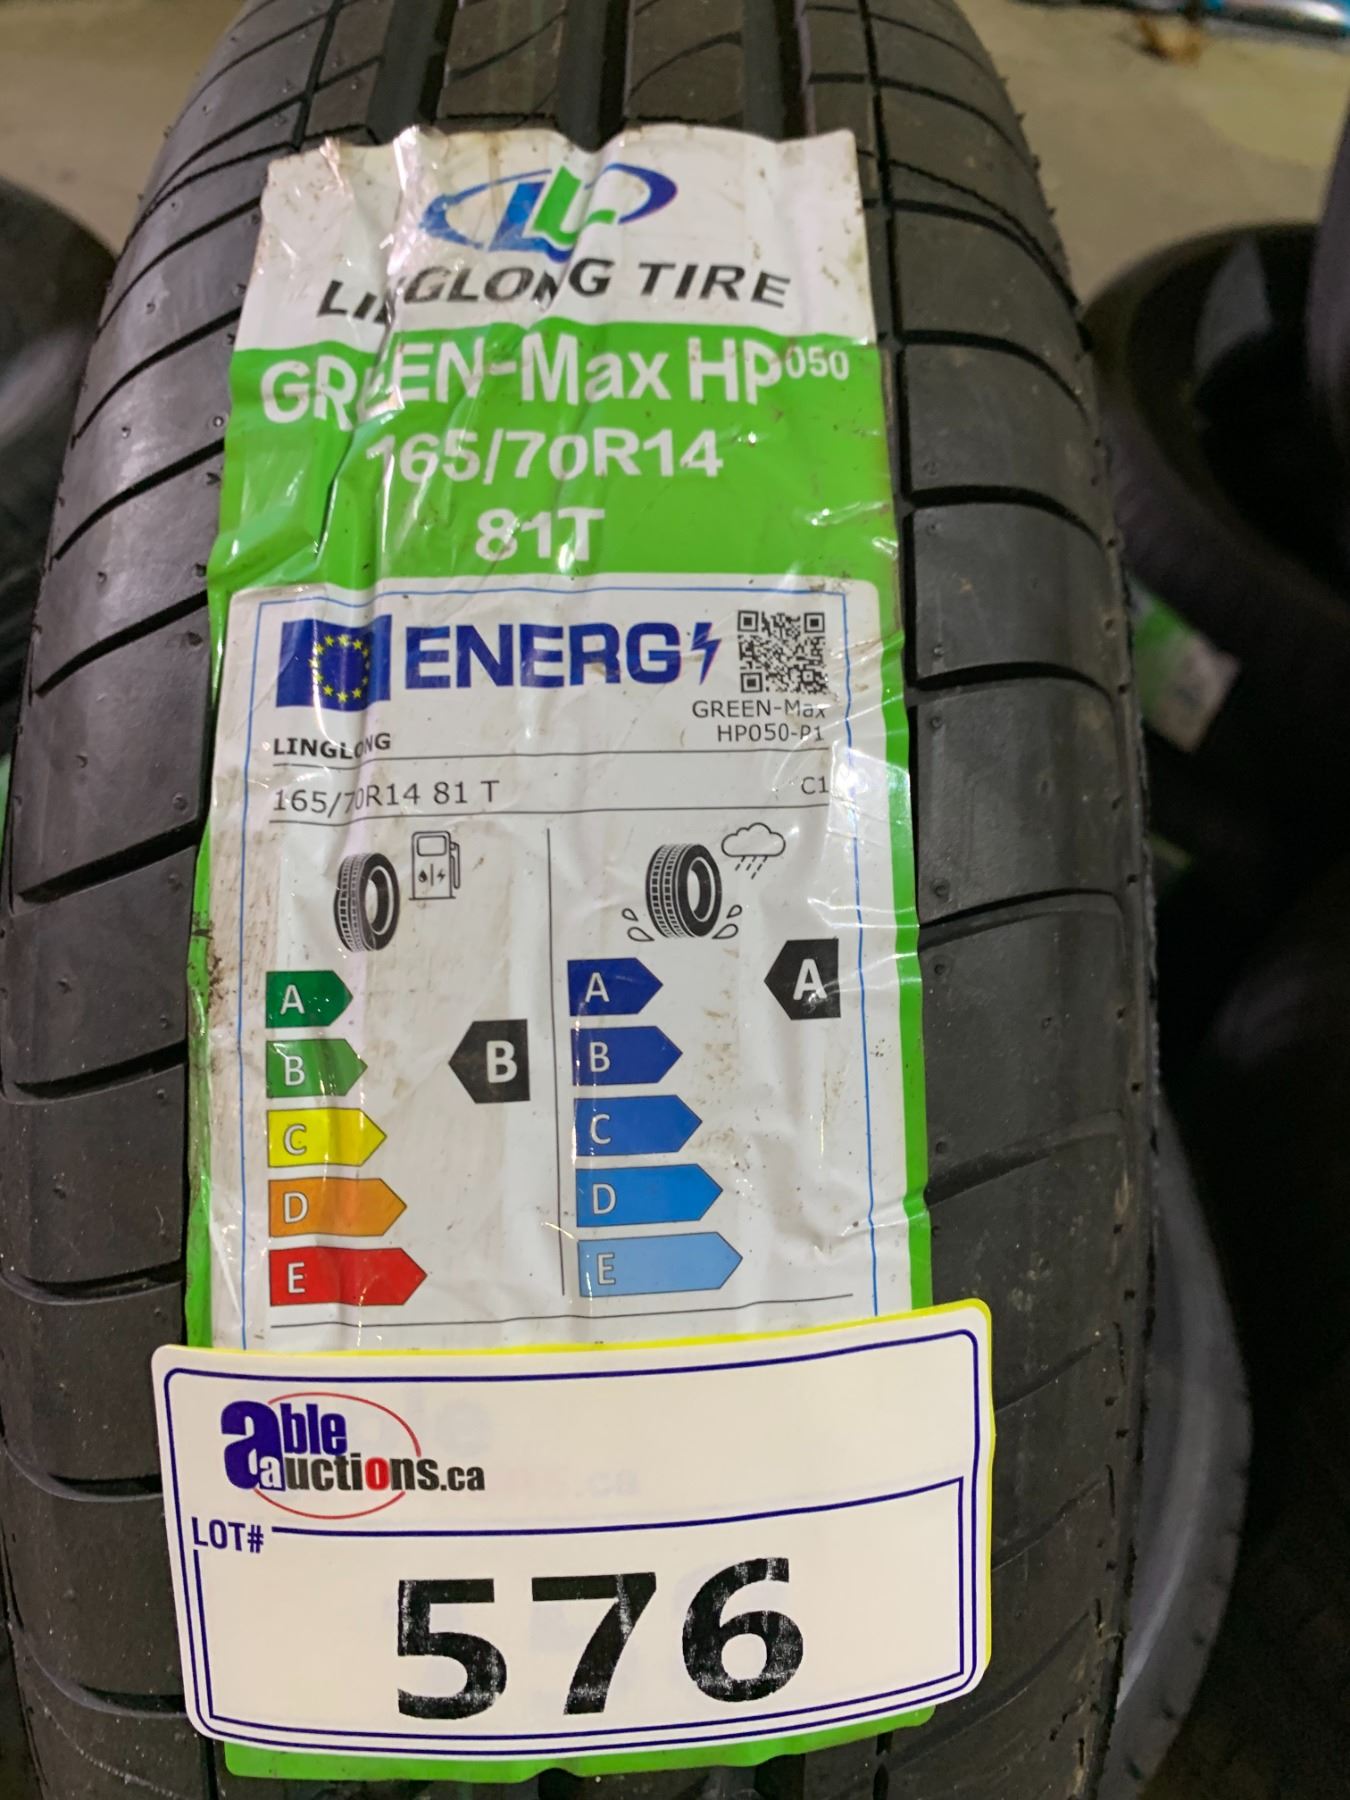 LINGLONG TIRE
GREEN-Max HP050
165/70R14
81T
ENERG
GREEN-Max
HP050-P1
LINGLONG
165/70R14 81 T
C1
A
B
C
D
E
B
A
B
C
D
E
A
able auctions.ca
LOT#
576